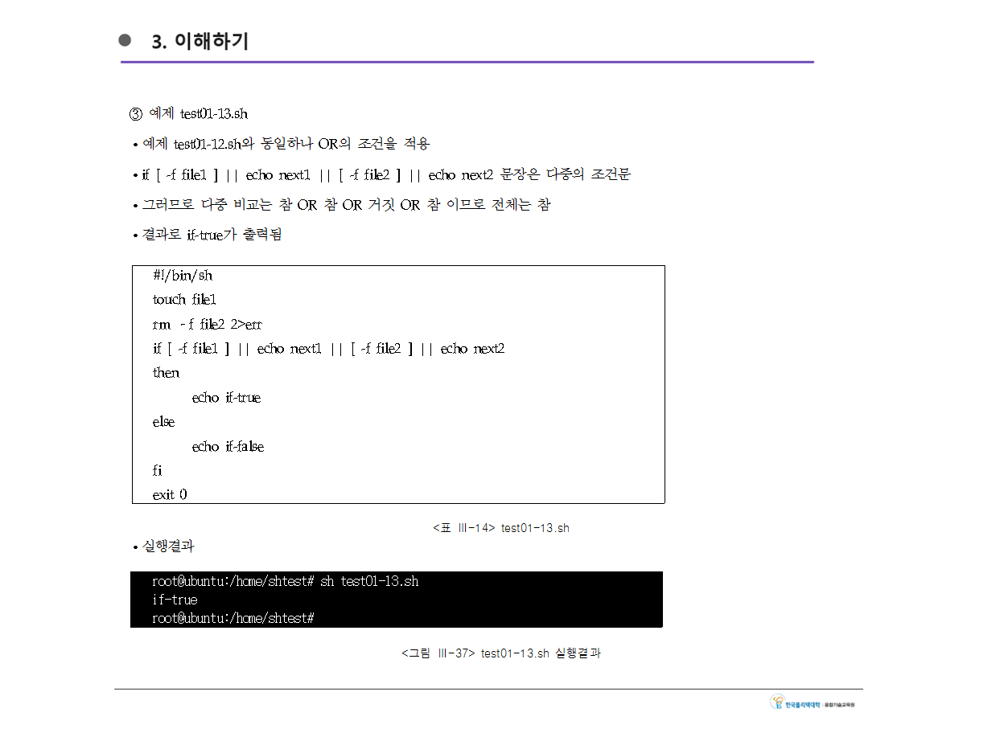 3. 이해하기
③ 예제 test01-13.sh
• 예제 test01-12.sh와 동일하나 OR의 조건을 적용
• if [ -f file1 ] || echo next1 || [ -f file2 ] || echo next2 문장은 다중의 조건문
• 그러므로 다중 비교는 참 OR 참 OR 거짓 OR 참 이므로 전체는 참
• 결과로 if-true가 출력됨
#!/bin/sh
touch file1
rm -f file2 2>err
if [ -f file1 ] || echo next1 || [ -f file2 ] || echo next2
then
echo if-true
else
echo if-false
fi
exit 0
<표 III-14> test01-13.sh
• 실행결과
root@ubuntu:/home/shtest# sh test01-13.sh
if-true
root@ubuntu:/home/shtest#
<그림 III-37> test01-13.sh 실행결과
한국폴리텍대학 | 융합기술교육원